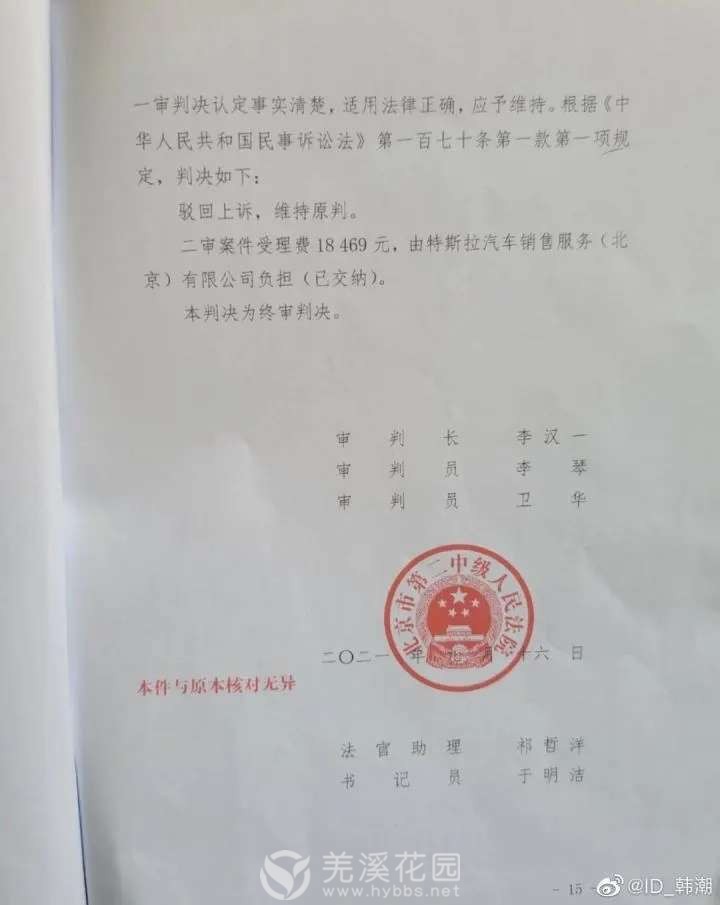 一审判决认定事实清楚，适用法律正确，应予维持。根据《中
华人民共和国民事诉讼法》第一百七十条第一款第一项规
定，判决如下：
驳回上诉，维持原判。
二审案件受理费18 469元，由特斯拉汽车销售服务（北
京）有限公司负担（已交纳）。
本判决为终审判决。
审 判 长 李 汉 一
审 判 员 李 琴
审 判 员 卫 华
北京市第二中级人民法院
二〇二一 年 月 十六 日
本件与原本核对无异
法 官 助 理 祁 哲 洋
书 记 员 于 明 洁
羌溪花园
www.hybbs.net
- 15 -
@ID_韩潮